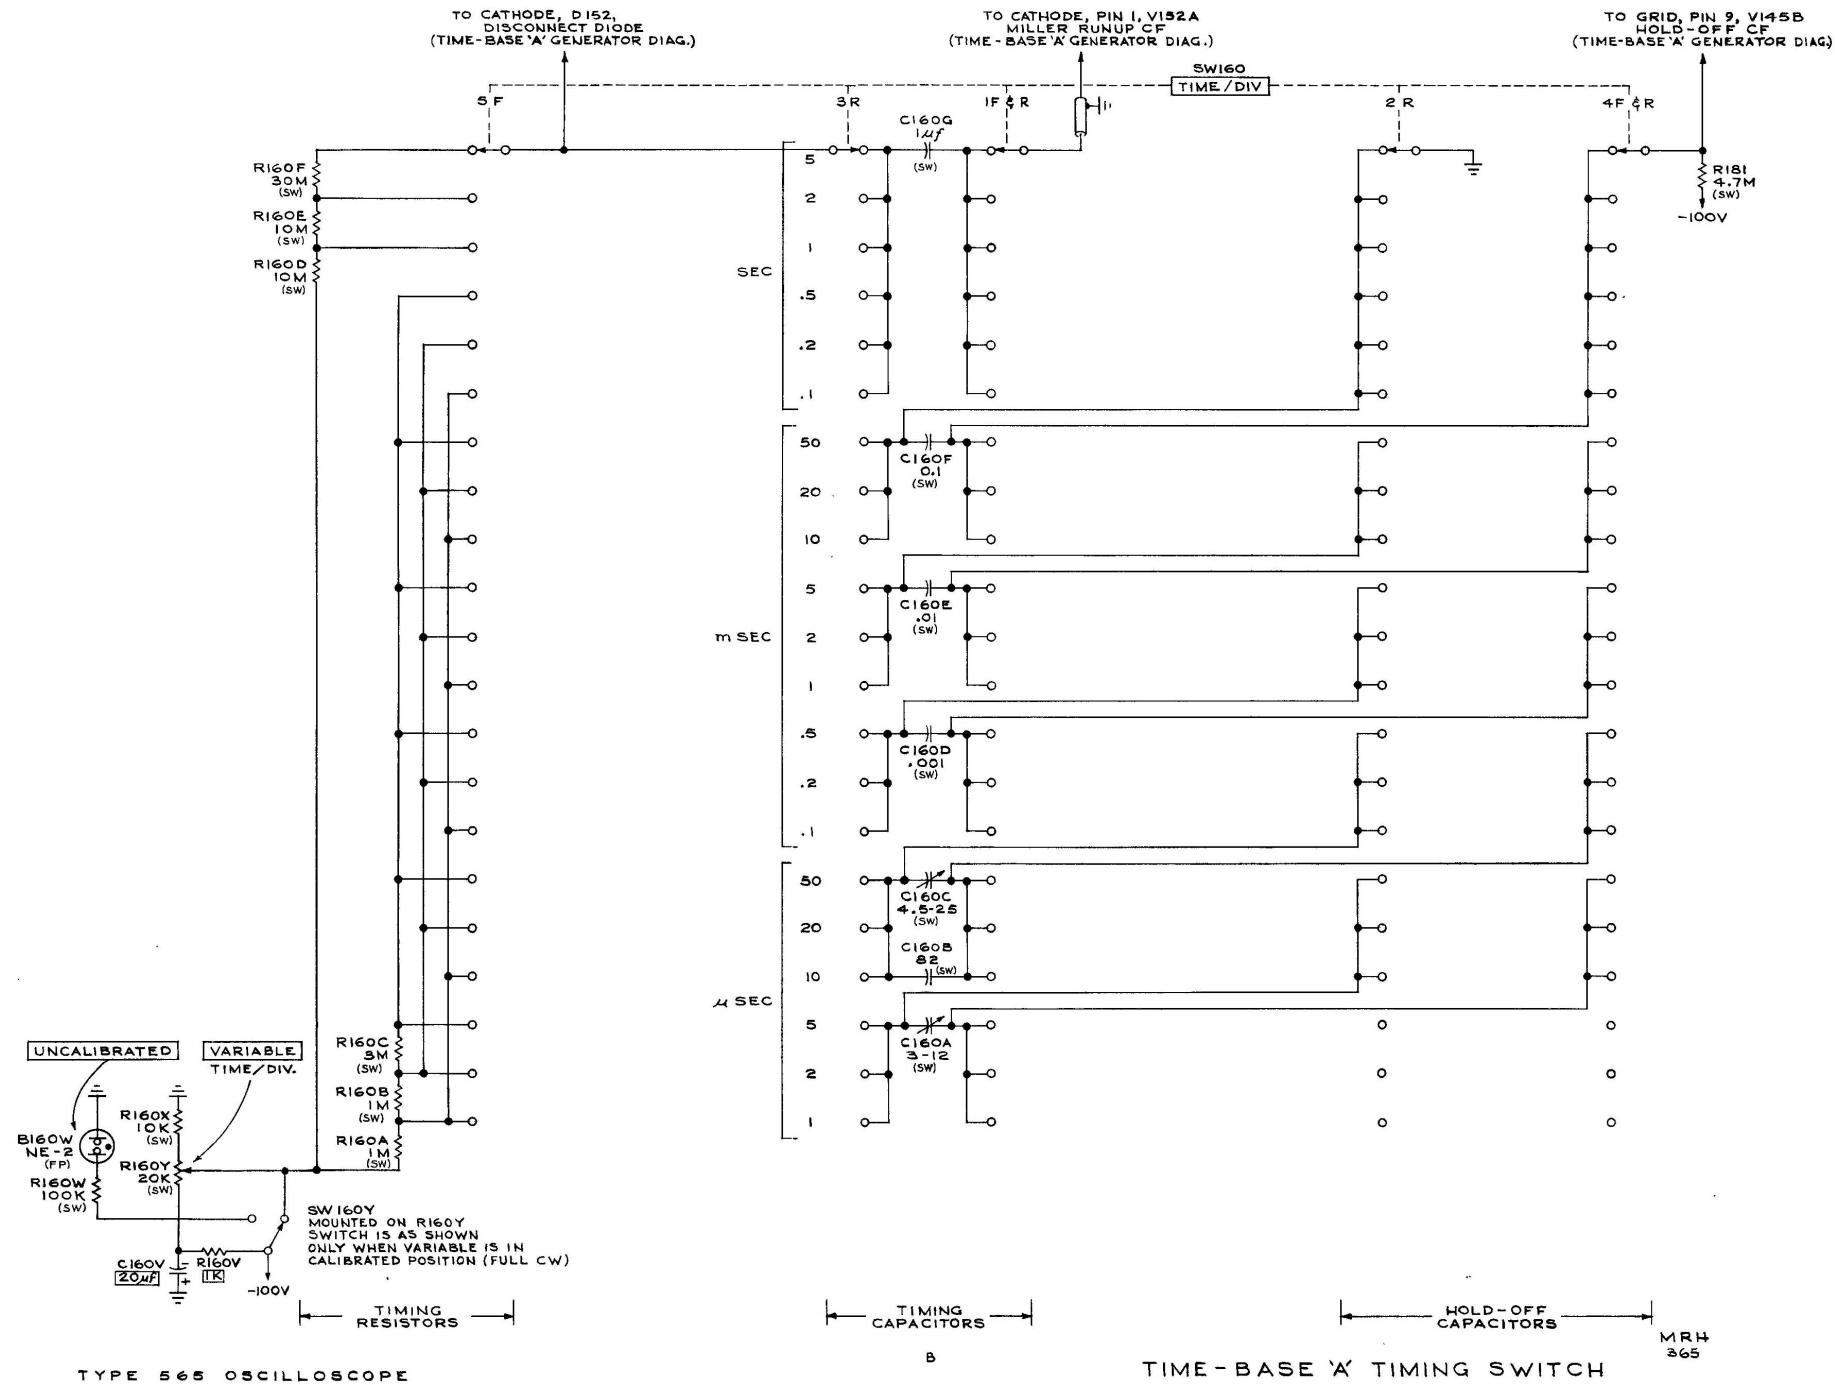 TO CATHODE, D152,
DISCONNECT DIODE
(TIME-BASE 'A' GENERATOR DIAG.)
TO CATHODE, PIN 1, V152A
MILLER RUNUP CF
(TIME-BASE 'A' GENERATOR DIAG.)
TO GRID, PIN 9, V145B
HOLD-OFF CF
(TIME-BASE 'A' GENERATOR DIAG)
SW160
TIME/DIV
5F
3R
1F & R
2R
4F & R
C160G
1µf
(SW)
R160F
30M
(SW)
R160E
10M
(SW)
R160D
10M
(SW)
R181
4.7M
(SW)
-100V
SEC
5
2
1
.5
.2
.1
m SEC
50
20
10
5
2
1
.5
.2
.1
µ SEC
50
20
10
5
2
1
C160F
0.1
(SW)
C160E
.01
(SW)
C160D
.001
(SW)
C160C
4.5-25
(SW)
C160B
82
(SW)
C160A
3-12
(SW)
R160C
3M
(SW)
R160B
1M
(SW)
R160A
1M
(SW)
UNCALIBRATED
VARIABLE
TIME/DIV.
R160X
10K
(SW)
B160W
NE-2
(FP)
R160Y
20K
(SW)
R160W
100K
(SW)
SW160Y
MOUNTED ON R160Y
SWITCH IS AS SHOWN
ONLY WHEN VARIABLE IS IN
CALIBRATED POSITION (FULL CW)
C160V
20µf
- 
+
R160V
1K
-100V
TIMING
RESISTORS
TIMING
CAPACITORS
HOLD-OFF
CAPACITORS
MRH
365
TYPE 565 OSCILLOSCOPE
B
TIME-BASE 'A' TIMING SWITCH